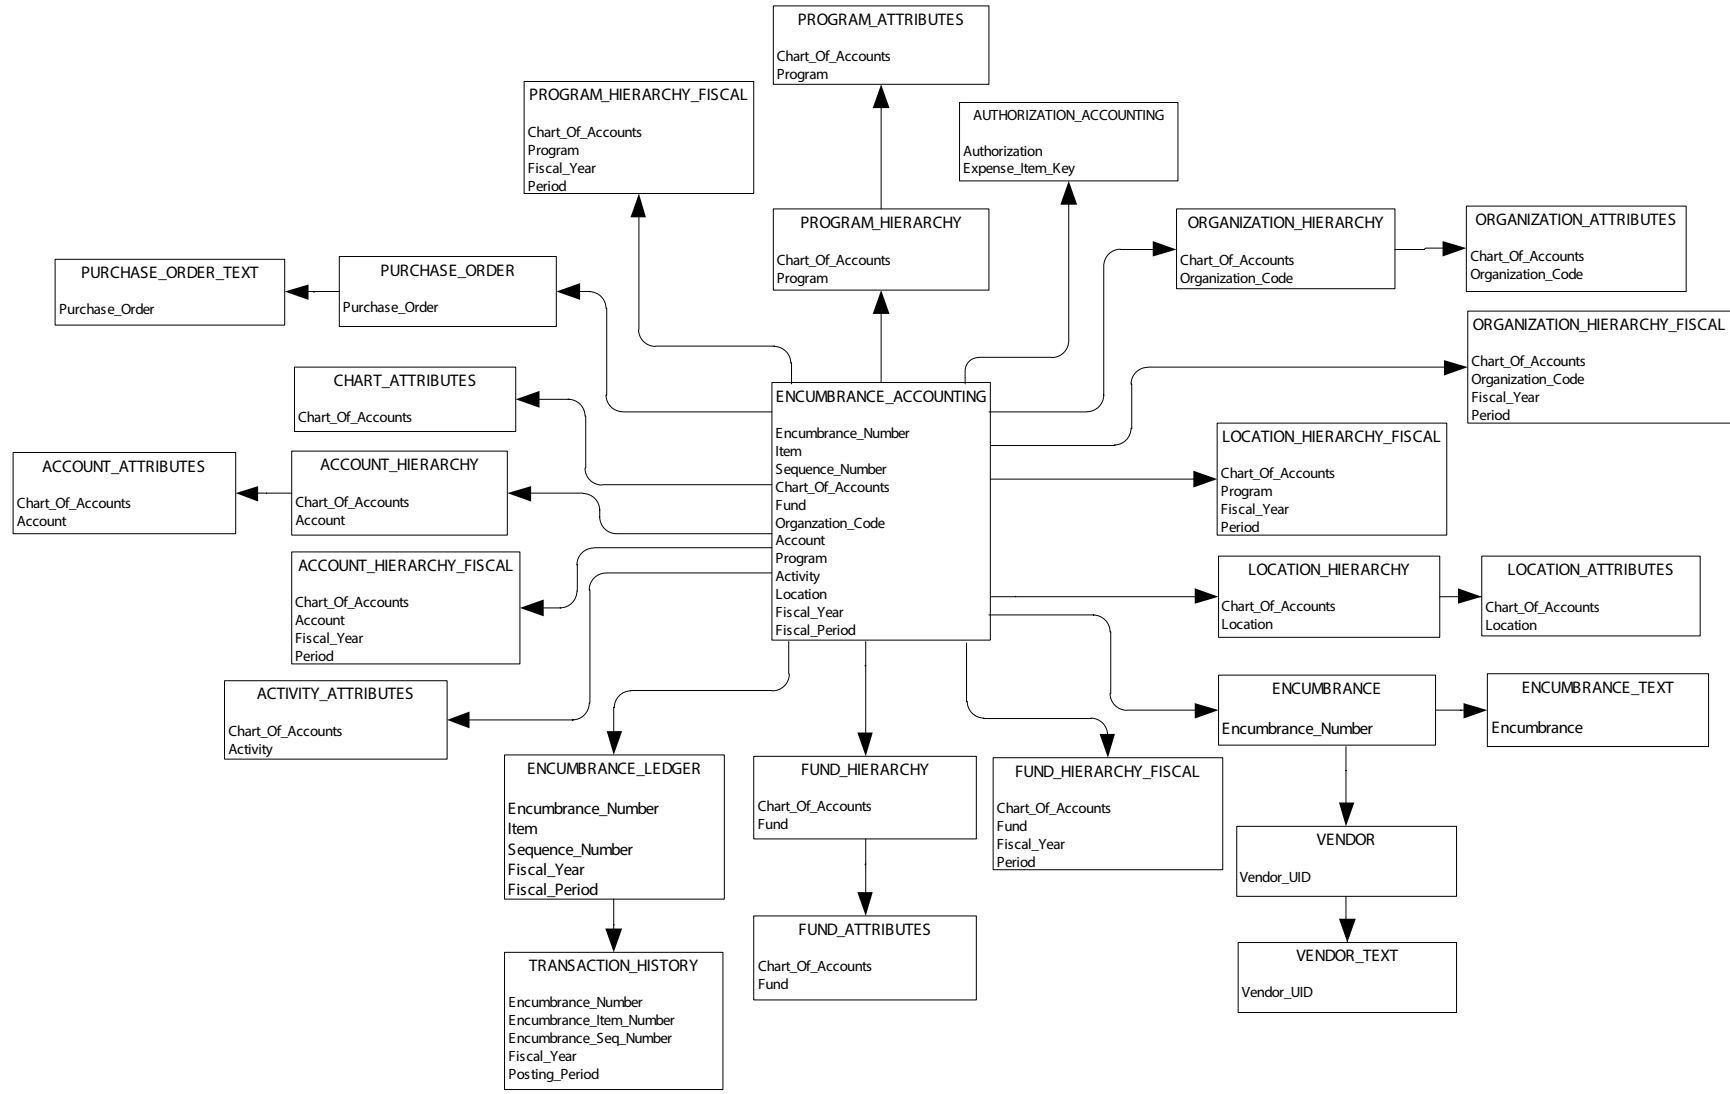 PROGRAM_ATTRIBUTES
Chart_Of_Accounts
Program
PROGRAM_HIERARCHY_FISCAL
Chart_Of_Accounts
Program
Fiscal_Year
Period
AUTHORIZATION_ACCOUNTING
Authorization
Expense_Item_Key
PROGRAM_HIERARCHY
Chart_Of_Accounts
Program
ORGANIZATION_HIERARCHY
Chart_Of_Accounts
Organization_Code
ORGANIZATION_ATTRIBUTES
Chart_Of_Accounts
Organization_Code
PURCHASE_ORDER_TEXT
Purchase_Order
PURCHASE_ORDER
Purchase_Order
ORGANIZATION_HIERARCHY_FISCAL
Chart_Of_Accounts
Organization_Code
Fiscal_Year
Period
CHART_ATTRIBUTES
Chart_Of_Accounts
ENCUMBRANCE_ACCOUNTING
Encumbrance_Number
Item
Sequence_Number
Chart_Of_Accounts
Fund
Organzation_Code
Account
Program
Activity
Location
Fiscal_Year
Fiscal_Period
LOCATION_HIERARCHY_FISCAL
Chart_Of_Accounts
Program
Fiscal_Year
Period
ACCOUNT_ATTRIBUTES
Chart_Of_Accounts
Account
ACCOUNT_HIERARCHY
Chart_Of_Accounts
Account
ACCOUNT_HIERARCHY_FISCAL
Chart_Of_Accounts
Account
Fiscal_Year
Period
LOCATION_HIERARCHY
Chart_Of_Accounts
Location
LOCATION_ATTRIBUTES
Chart_Of_Accounts
Location
ACTIVITY_ATTRIBUTES
Chart_Of_Accounts
Activity
ENCUMBRANCE
Encumbrance_Number
ENCUMBRANCE_TEXT
Encumbrance
ENCUMBRANCE_LEDGER
Encumbrance_Number
Item
Sequence_Number
Fiscal_Year
Fiscal_Period
FUND_HIERARCHY
Chart_Of_Accounts
Fund
FUND_HIERARCHY_FISCAL
Chart_Of_Accounts
Fund
Fiscal_Year
Period
VENDOR
Vendor_UID
FUND_ATTRIBUTES
Chart_Of_Accounts
Fund
VENDOR_TEXT
Vendor_UID
TRANSACTION_HISTORY
Encumbrance_Number
Encumbrance_Item_Number
Encumbrance_Seq_Number
Fiscal_Year
Posting_Period